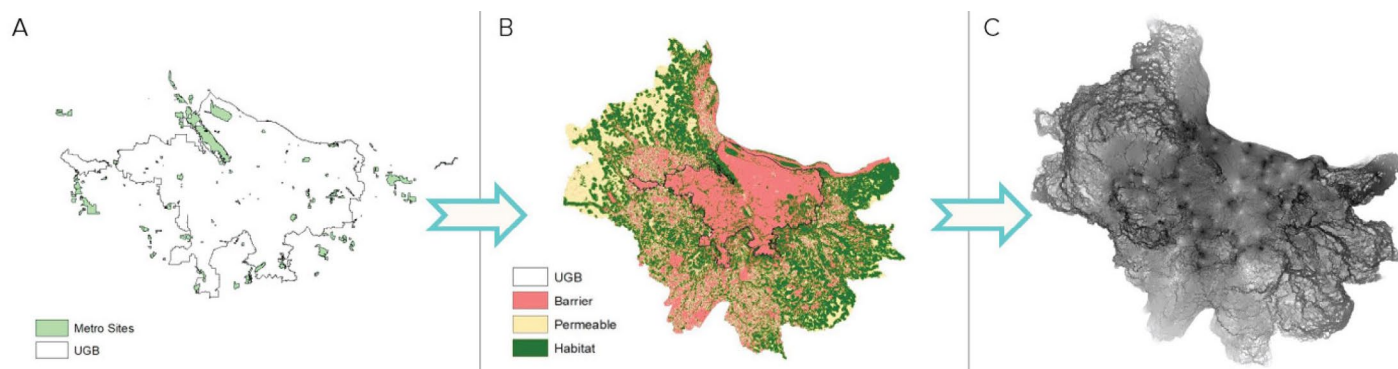 A
B
C
Metro Sites
UGB
UGB
Barrier
Permeable
Habitat